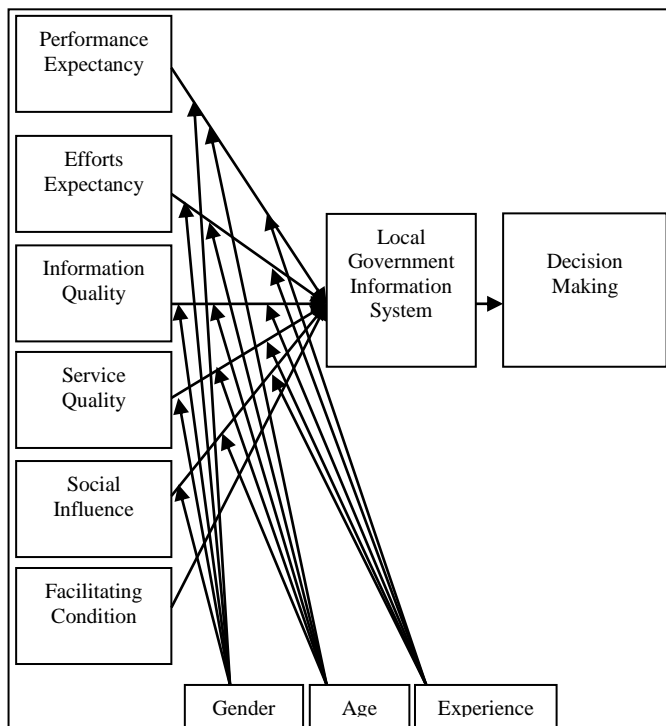 Performance
Expectancy
Efforts
Expectancy
Information
Quality
Service
Quality
Social
Influence
Facilitating
Condition
Local
Government
Information
System
Decision
Making
Gender
Age
Experience